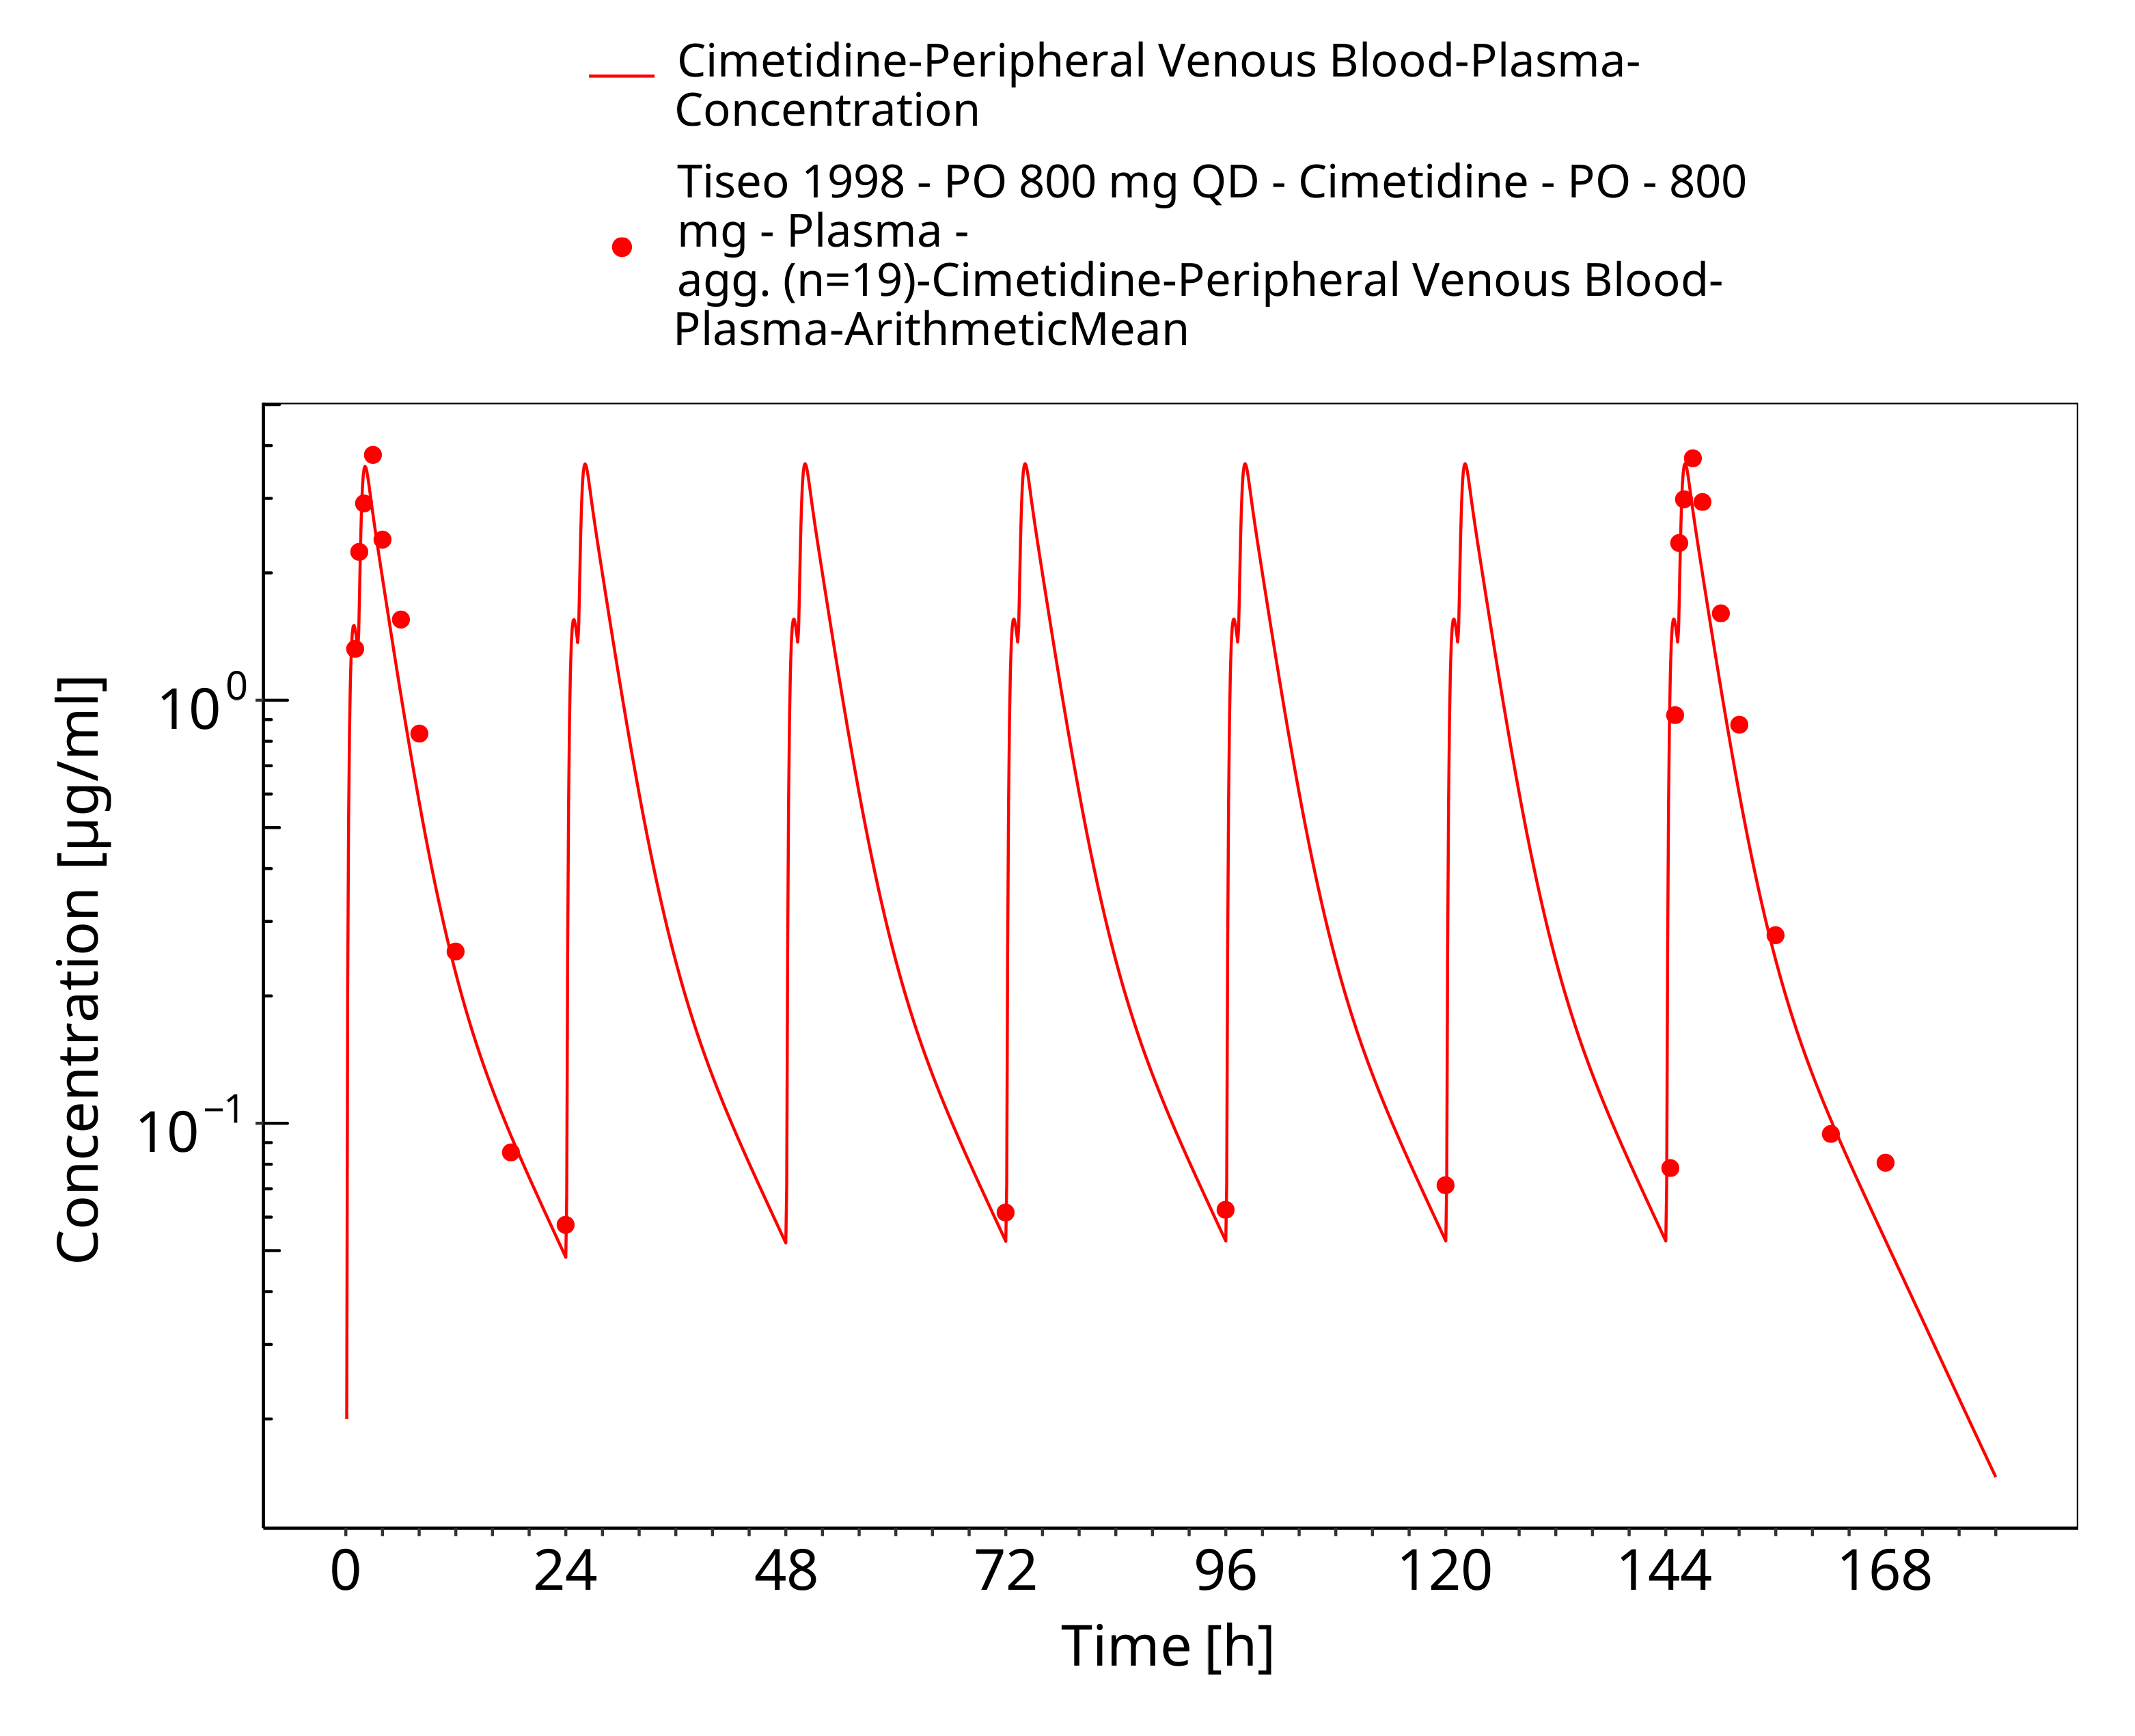 Cimetidine-Peripheral Venous Blood-Plasma-
Concentration
Tiseo 1998 - PO 800 mg QD - Cimetidine - PO - 800
mg - Plasma -
agg. (n=19)-Cimetidine-Peripheral Venous Blood-
Plasma-ArithmeticMean
Concentration [µg/ml]
10⁰
10⁻¹
0 24 48 72 96 120 144 168
Time [h]